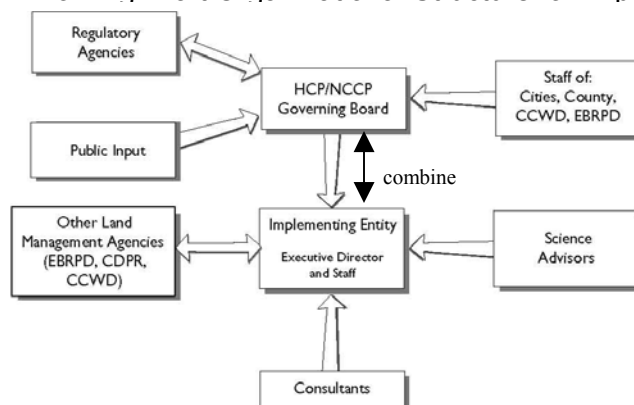 Regulatory
Agencies
HCP/NCCP
Governing Board
Staff of:
Cities, County,
CCWD, EBRPD
Public Input
combine
Other Land
Management Agencies
(EBRPD, CDPR,
CCWD)
Implementing Entity
Executive Director
and Staff
Science
Advisors
Consultants